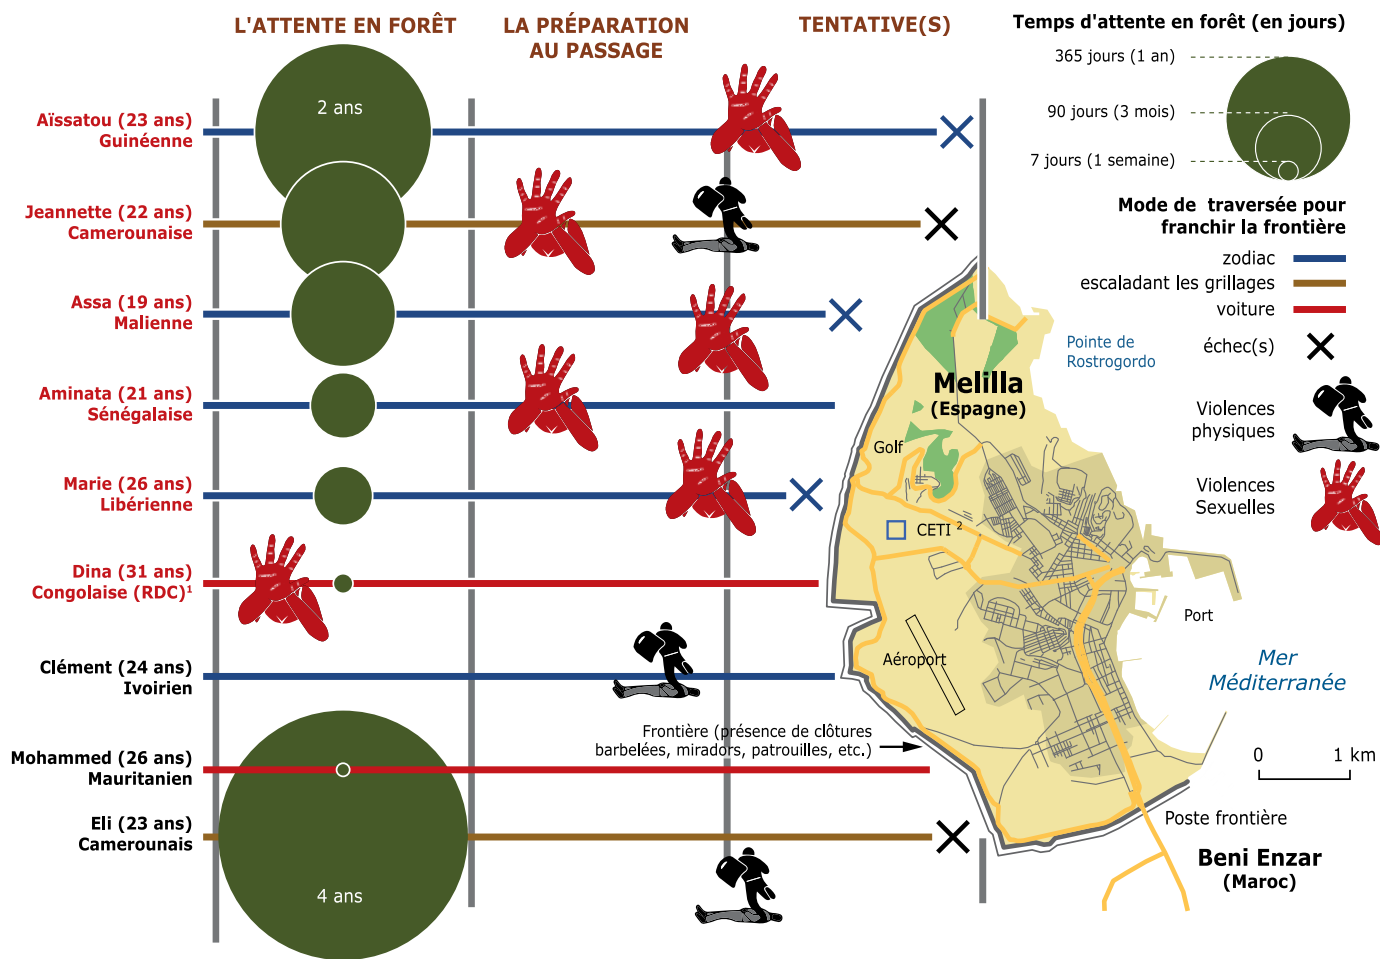 L'ATTENTE EN FORÊT
LA PRÉPARATION
AU PASSAGE
TENTATIVE(S)
Temps d'attente en forêt (en jours)
365 jours (1 an)
90 jours (3 mois)
7 jours (1 semaine)
Mode de traversée pour
franchir la frontière
zodiac
escaladant les grillages
voiture
échec(s)
Violences
physiques
Violences
Sexuelles
Aïssatou (23 ans)
Guinéenne
2 ans
Jeannette (22 ans)
Camerounaise
Assa (19 ans)
Malienne
Aminata (21 ans)
Sénégalaise
Marie (26 ans)
Libérienne
Dina (31 ans)
Congolaise (RDC)¹
Clément (24 ans)
Ivoirien
Mohammed (26 ans)
Mauritanien
Eli (23 ans)
Camerounais
4 ans
Pointe de
Rostrogordo
Melilla
(Espagne)
Golf
CETI ²
Port
Aéroport
Mer
Méditerranée
Frontière (présence de clôtures
barbelées, miradors, patrouilles, etc.)
0 1 km
Poste frontière
Beni Enzar
(Maroc)